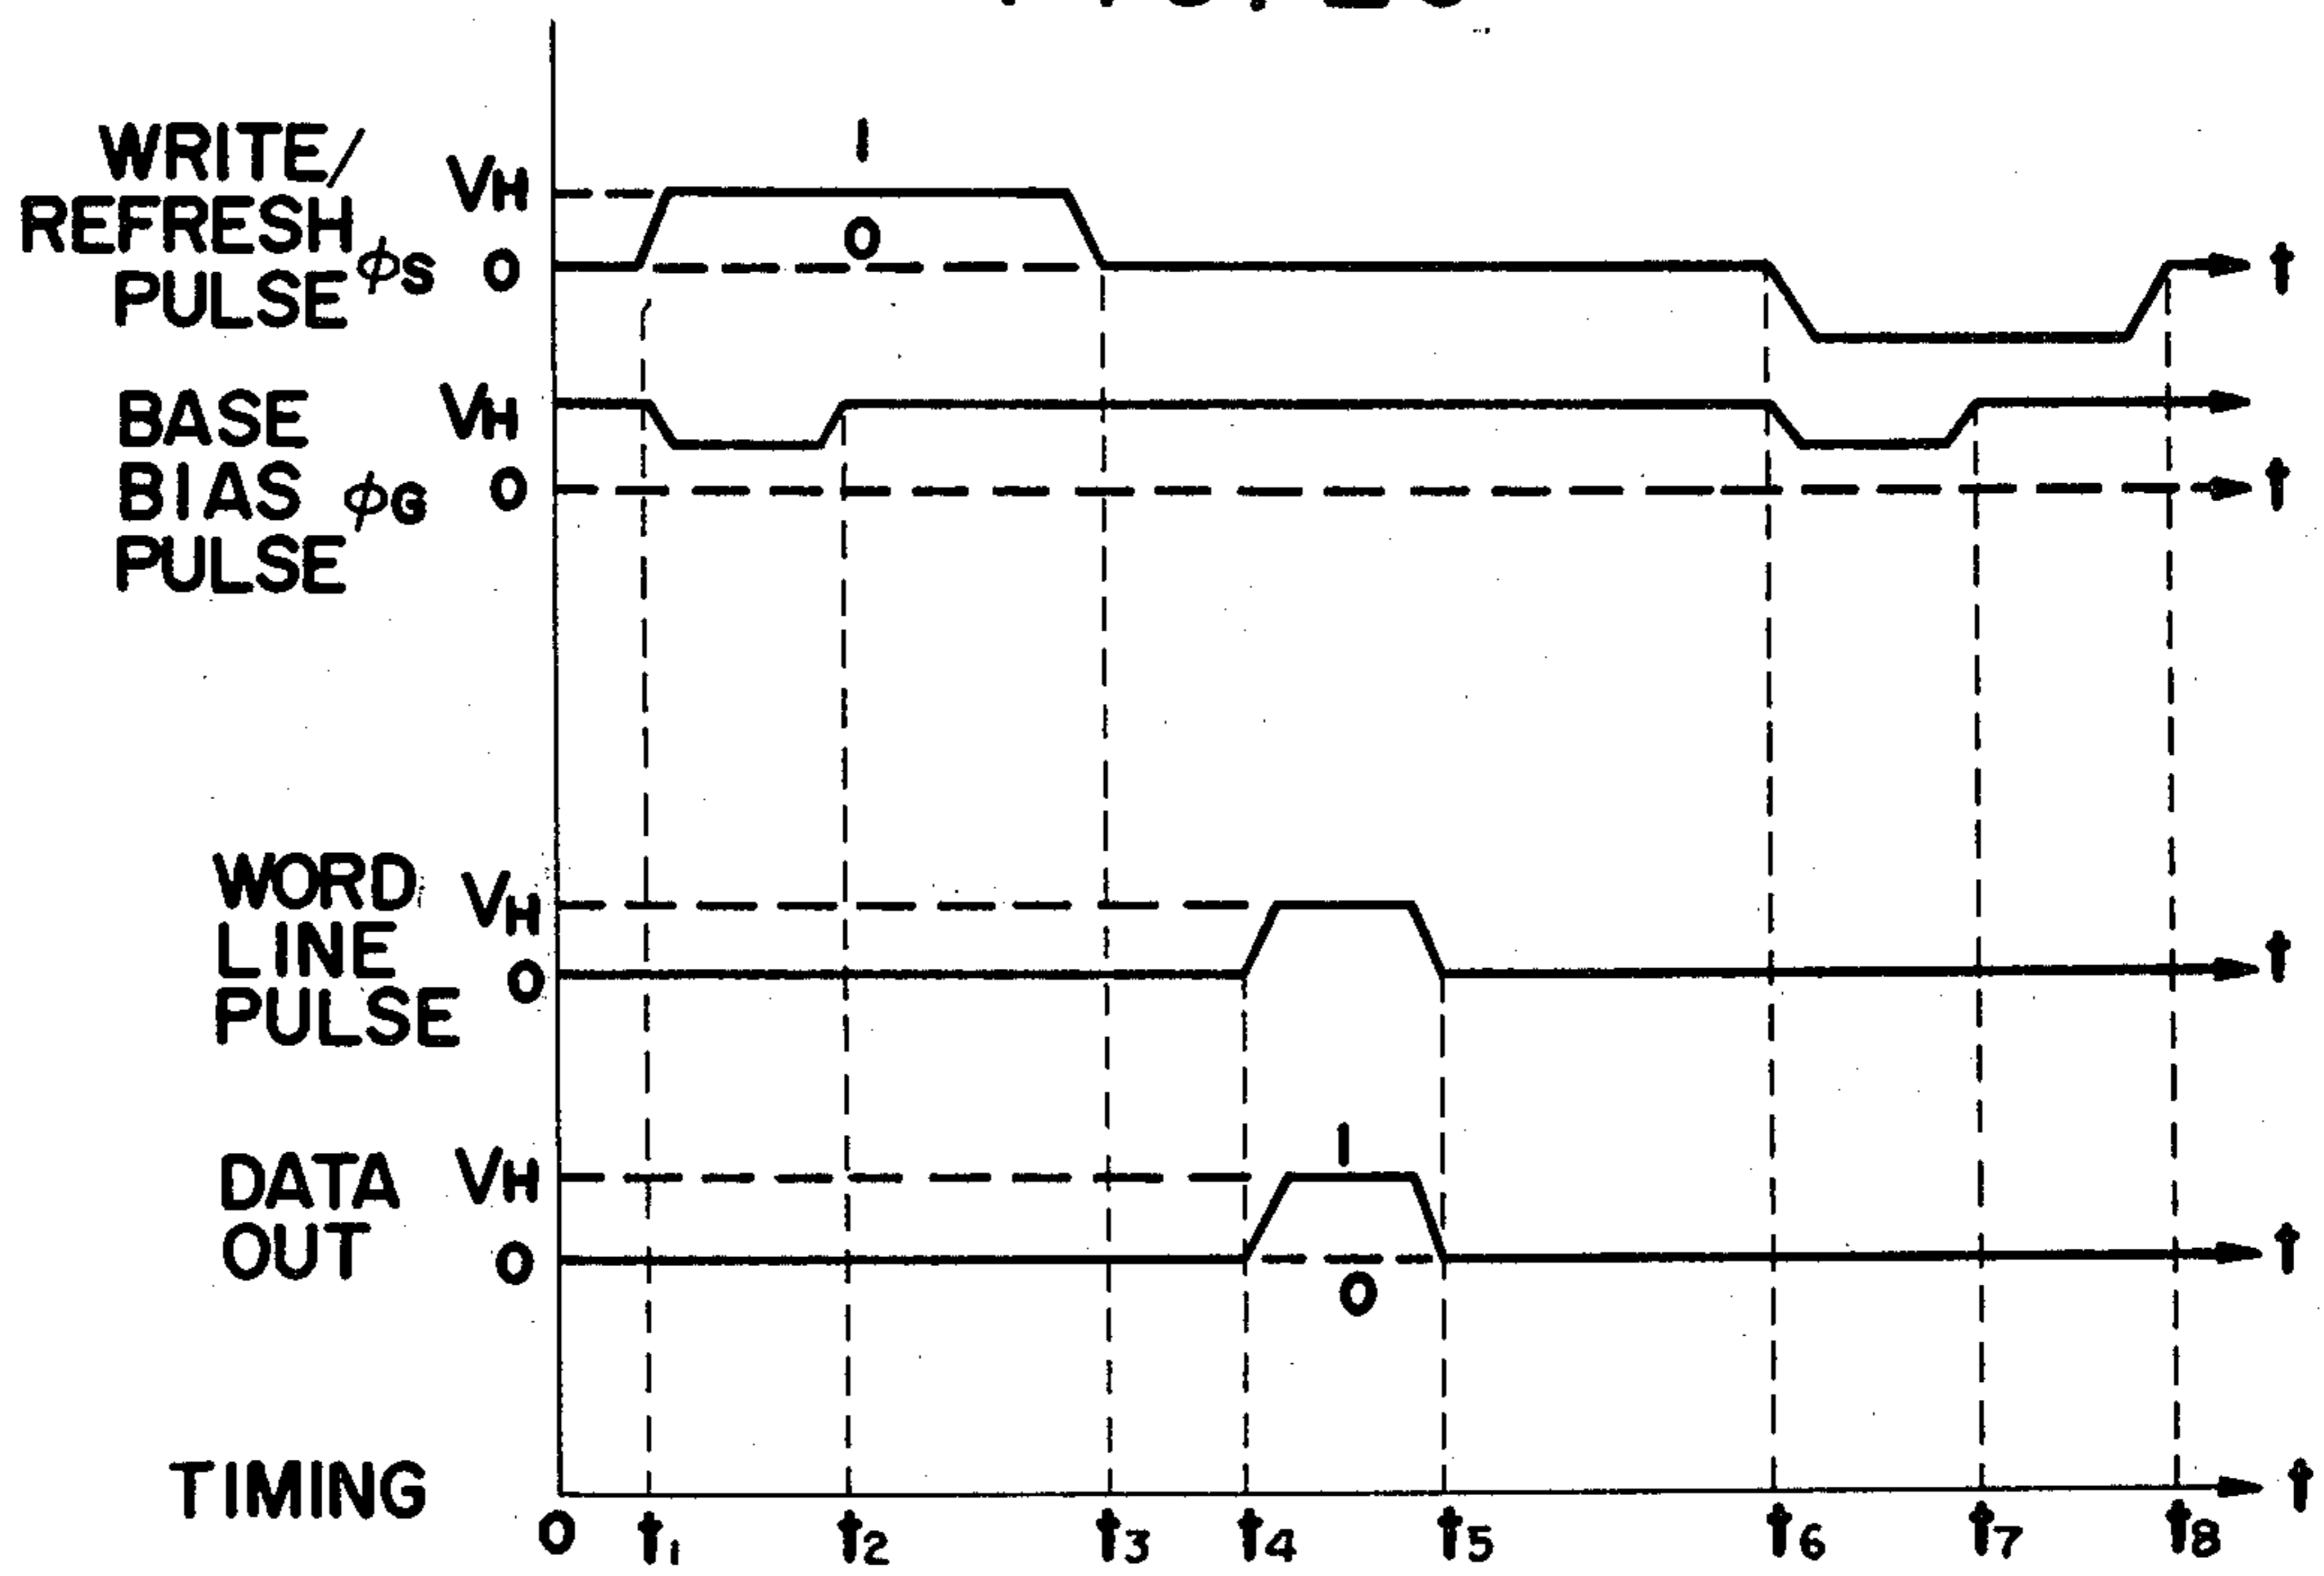 1
WRITE/
REFRESH
PULSE
φS
VH
0
0
t
BASE
BIAS
PULSE
φG
VH
0
t
WORD
LINE
PULSE
VH
0
t
DATA
OUT
VH
0
1
0
t
TIMING
t
0 t1 t2 t3 t4 t5 t6 t7 t8